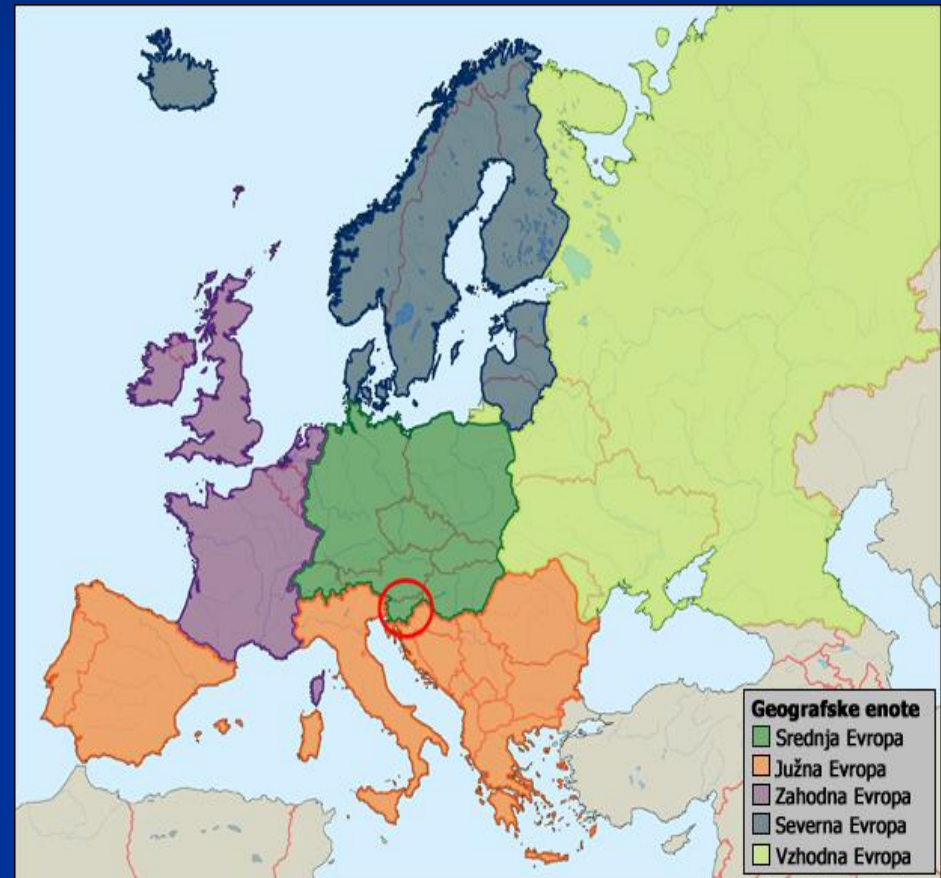 Geografske enote
Srednja Evropa
Južna Evropa
Zahodna Evropa
Severna Evropa
Vzhodna Evropa